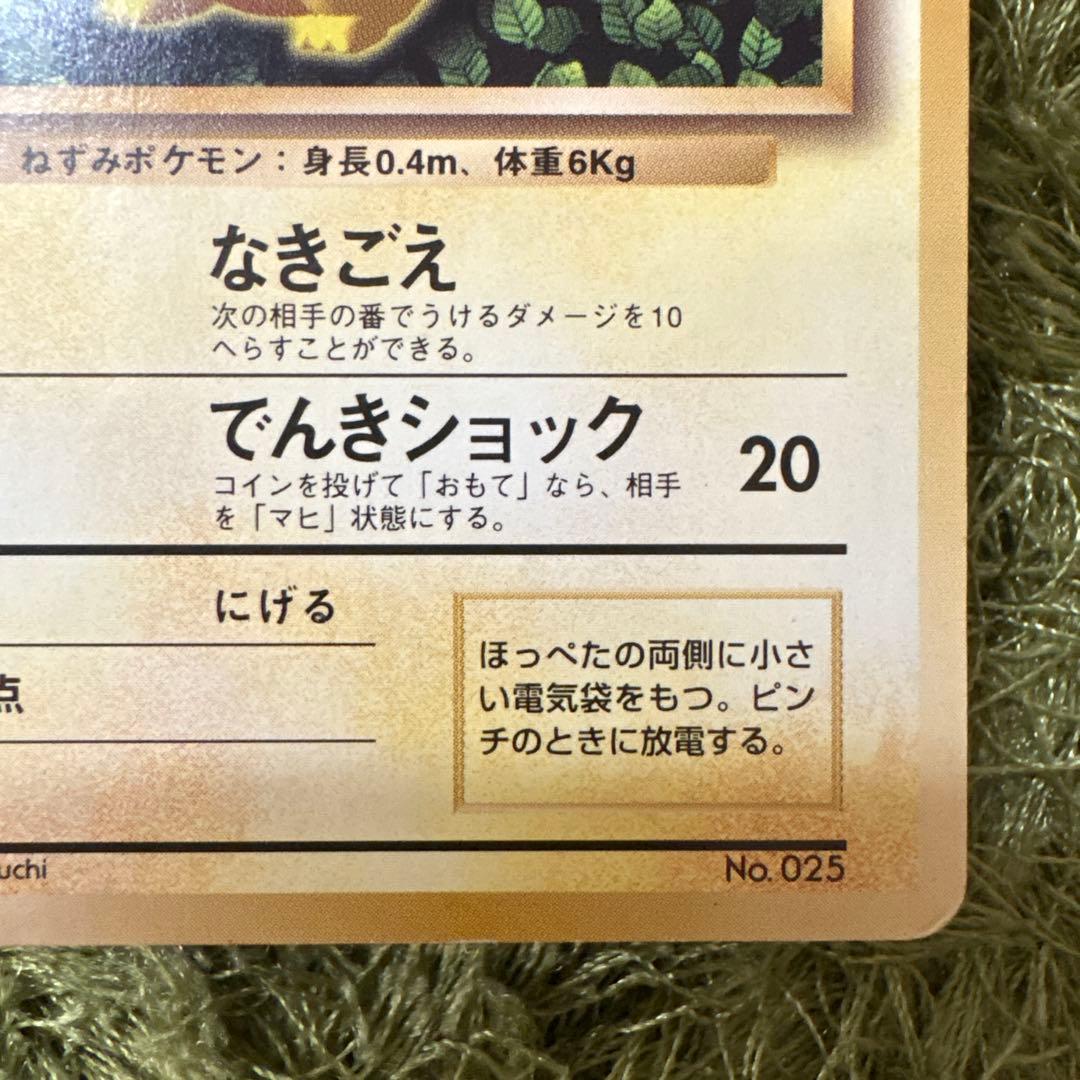 ねずみポケモン：身長0.4m、体重6Kg
なきごえ
次の相手の番でうけるダメージを10
へらすことができる。
でんきショック 20
コインを投げて「おもて」なら、相手
を「マヒ」状態にする。
にげる
ほっぺたの両側に小さ
い電気袋をもつ。ピン
チのときに放電する。
点
uchi
No. 025